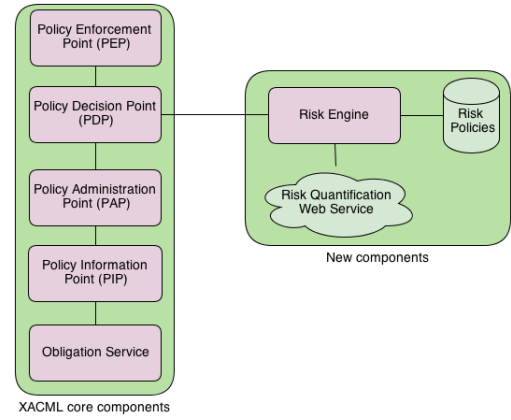 Policy Enforcement
Point (PEP)
Policy Decision Point
(PDP)
Policy Administration
Point (PAP)
Policy Information
Point (PIP)
Obligation Service
XACML core components
Risk Engine
Risk
Policies
Risk Quantification
Web Service
New components